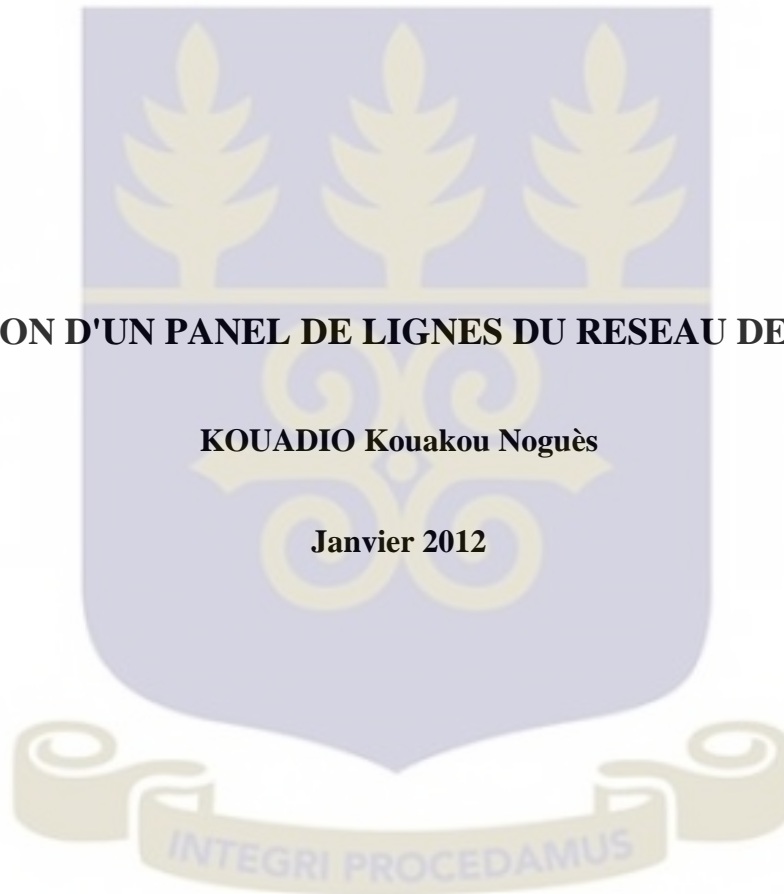 ON D'UN PANEL DE LIGNES DU RESEAU DE
KOUADIO Kouakou Noguès
Janvier 2012
INTEGRI PROCEDAMUS